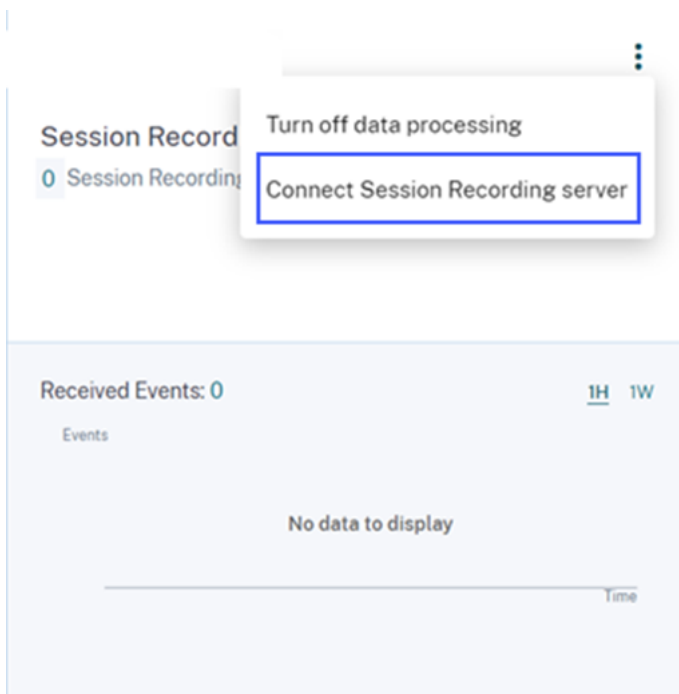 Turn off data processing
Session Record
0 Session Recording
Connect Session Recording server
Received Events: 0
1H 1W
Events
No data to display
Time